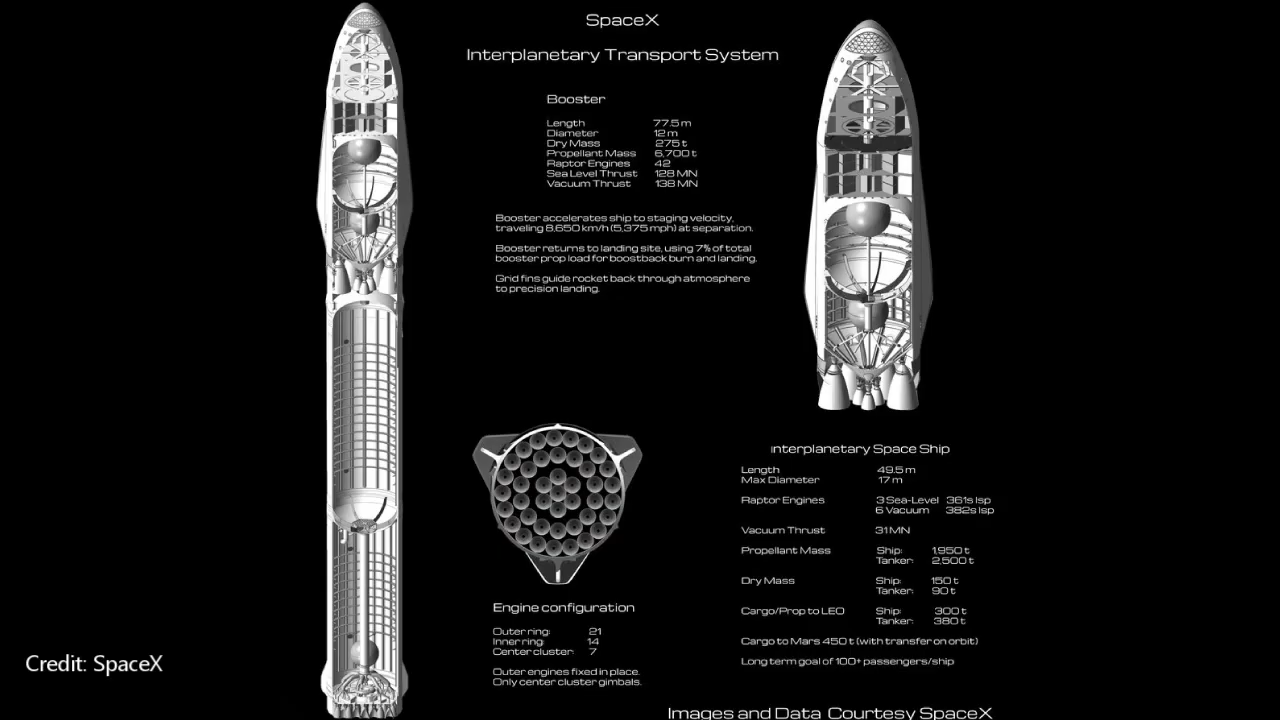 SpaceX
Interplanetary Transport System
Booster
Length 77.5 m
Diameter 12 m
Dry Mass 275 t
Propellant Mass 6,700 t
Raptor Engines 42
Sea Level Thrust 128 MN
Vacuum Thrust 138 MN
Booster accelerates ship to staging velocity,
traveling 8,650 km/h (5,375 mph) at separation.
Booster returns to landing site, using 7% of total
booster prop load for boostback burn and landing.
Grid fins guide rocket back through atmosphere
to precision landing.
Engine configuration
Outer ring: 21
Inner ring: 14
Center cluster: 7
Outer engines fixed in place.
Only center cluster gimbals.
Interplanetary Space Ship
Length 49.5 m
Max Diameter 17 m
Raptor Engines 3 Sea-Level 361s Isp
6 Vacuum 382s Isp
Vacuum Thrust 31 MN
Propellant Mass Ship: 1,950 t
Tanker: 2,500 t
Dry Mass Ship: 150 t
Tanker: 90 t
Cargo/Prop to LEO Ship: 300 t
Tanker: 380 t
Cargo to Mars 450 t (with transfer on orbit)
Long term goal of 100+ passengers/ship
Credit: SpaceX
Images and Data Courtesy SpaceX